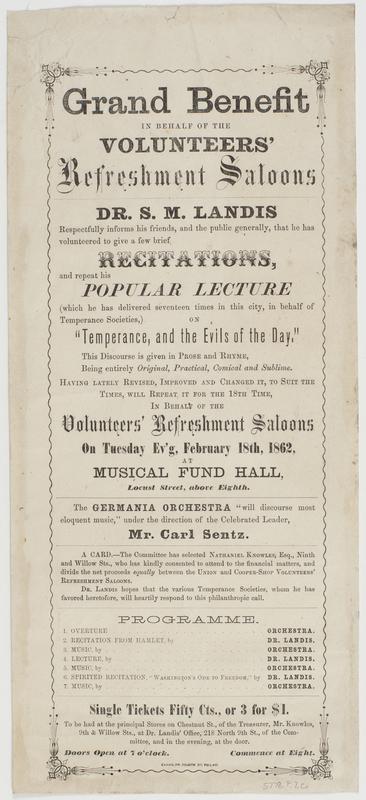 Grand Benefit
IN BEHALF OF THE
VOLUNTEERS'
Refreshment Saloons
DR. S. M. LANDIS
Respectfully informs his friends, and the public generally, that he has
volunteered to give a few brief
RECITATIONS,
and repeat his
POPULAR LECTURE
(which he has delivered seventeen times in this city, in behalf of
Temperance Societies,) ON
"Temperance, and the Evils of the Day."
This Discourse is given in PROSE and RHYME,
Being entirely Original, Practical, Comical and Sublime.
HAVING LATELY REVISED, IMPROVED AND CHANGED IT, TO SUIT THE
TIMES, WILL REPEAT IT FOR THE 18TH TIME,
IN BEHALF OF THE
Volunteers' Refreshment Saloons
On Tuesday Ev'g, February 18th, 1862,
AT
MUSICAL FUND HALL,
Locust Street, above Eighth.
The GERMANIA ORCHESTRA "will discourse most
eloquent music," under the direction of the Celebrated Leader,
Mr. Carl Sentz.
A CARD.—The Committee has selected NATHANIEL KNOWLES, Esq., Ninth
and Willow Sts., who has kindly consented to attend to the financial matters, and
divide the net proceeds equally between the UNION and COOPER-SHOP VOLUNTEERS'
REFRESHMENT SALOONS.
DR. LANDIS hopes that the various Temperance Societies, whom he has
favored heretofore, will heartily respond to this philanthropic call.
PROGRAMME.
1. OVERTURE ORCHESTRA.
2. RECITATION FROM HAMLET, by DR. LANDIS.
3. MUSIC, by ORCHESTRA.
4. LECTURE, by DR. LANDIS.
5. MUSIC, by ORCHESTRA.
6. SPIRITED RECITATION, "WASHINGTON'S ODE TO FREEDOM," by DR. LANDIS.
7. MUSIC, by ORCHESTRA.
Single Tickets Fifty Cts., or 3 for $1.
To be had at the principal Stores on Chestnut St., of the Treasurer, Mr. Knowles,
9th & Willow Sts., at Dr. Landis' Office, 218 North 9th St., of the Com-
mittee, and in the evening, at the door.
Doors Open at 7 o'clock. Commence at Eight.